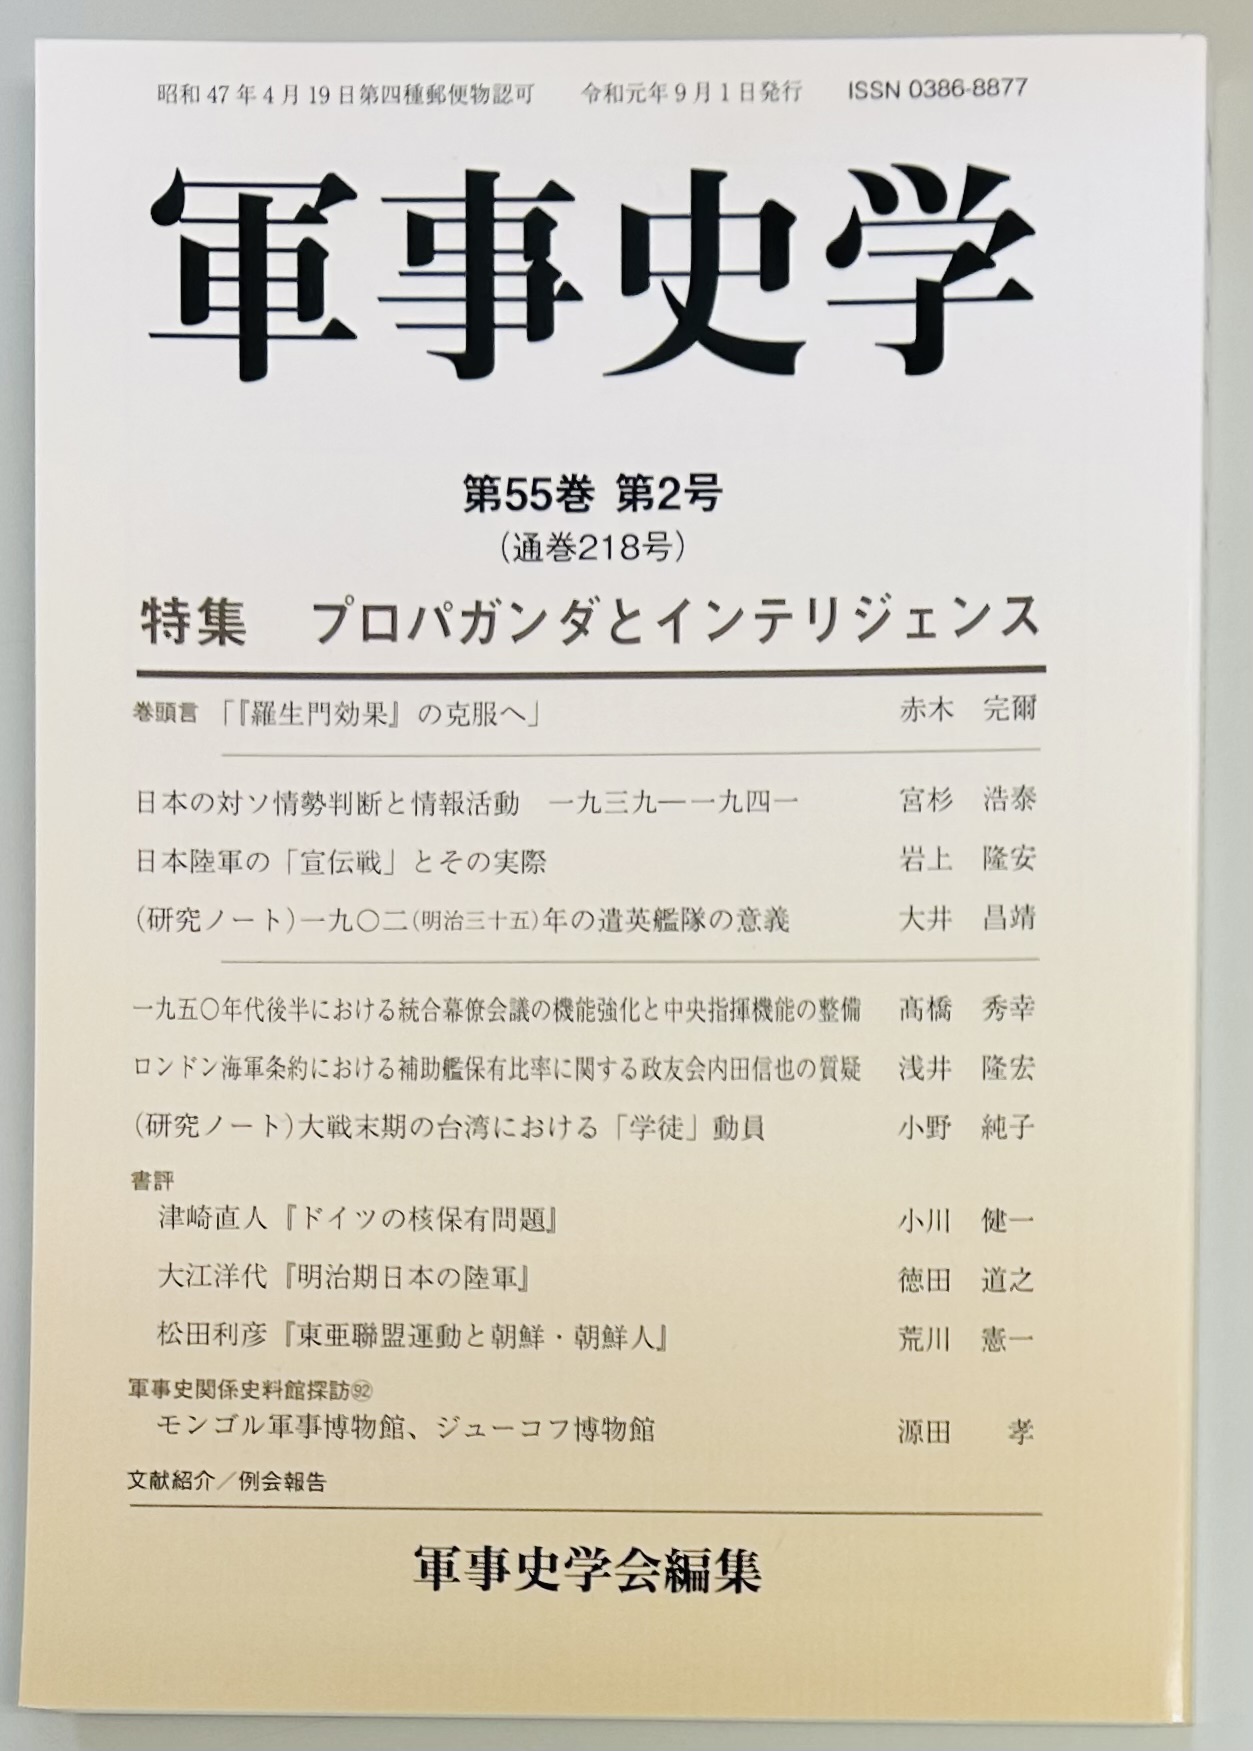 昭和47年4月19日第四種郵便物認可　令和元年9月1日発行　ISSN 0386-8877
軍事史学
第55巻 第2号
（通巻218号）
特集　プロパガンダとインテリジェンス
巻頭言「『羅生門効果』の克服へ」　赤木　完爾
日本の対ソ情勢判断と情報活動　一九三九―一九四一　宮杉　浩泰
日本陸軍の「宣伝戦」とその実際　岩上　隆安
（研究ノート）一九〇二（明治三十五）年の遣英艦隊の意義　大井　昌靖
一九五〇年代後半における統合幕僚会議の機能強化と中央指揮機能の整備　髙橋　秀幸
ロンドン海軍条約における補助艦保有比率に関する政友会内田信也の質疑　浅井　隆宏
（研究ノート）大戦末期の台湾における「学徒」動員　小野　純子
書評
津崎直人『ドイツの核保有問題』　小川　健一
大江洋代『明治期日本の陸軍』　徳田　道之
松田利彦『東亜聯盟運動と朝鮮・朝鮮人』　荒川　憲一
軍事史関係史料館探訪㊒
モンゴル軍事博物館、ジューコフ博物館　源田　孝
文献紹介／例会報告
軍事史学会編集